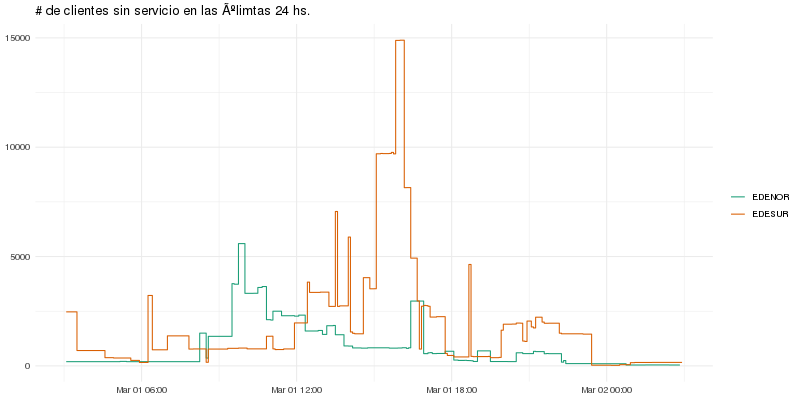 # de clientes sin servicio en las Ãºlimtas 24 hs.
15000
10000
5000
0
Mar 01 06:00
Mar 01 12:00
Mar 01 18:00
Mar 02 00:00
EDENOR
EDESUR